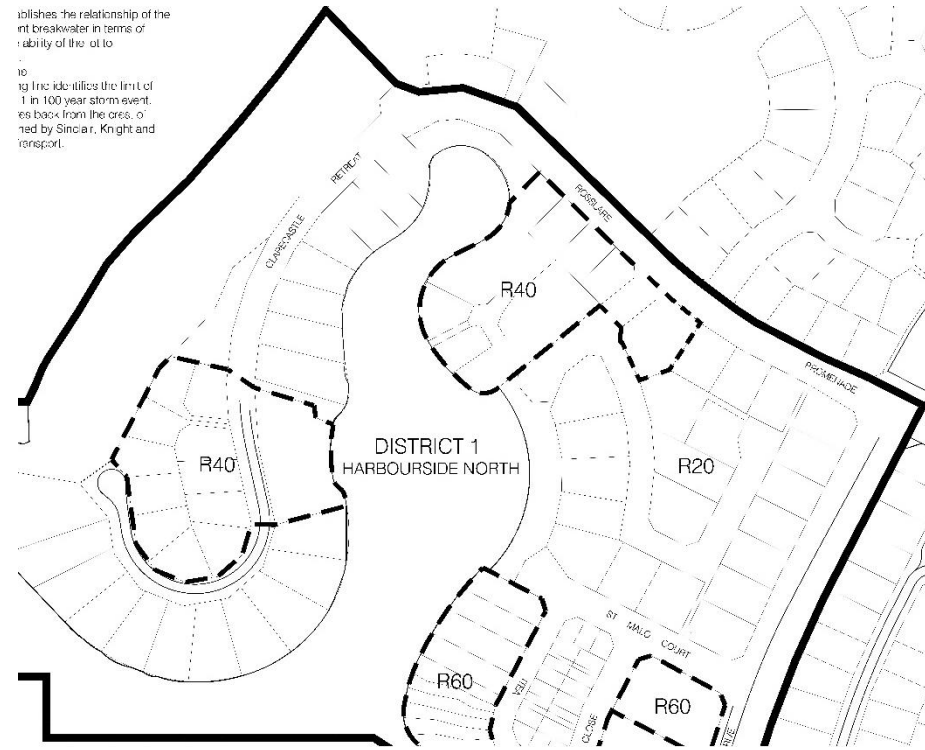 ablishes the relationship of the
nt breakwater in terms of
ability of the lot to
ng line identifies the limit of
1 in 100 year storm event.
res back from the crest of
ned by Sinclair, Knight and
Transport.
CLARECASTLE
RETREAT
ROSSLARE
PROMENADE
R40
R40
DISTRICT 1
HARBOURSIDE NORTH
R20
ST MALO COURT
R60
R60
CLOSE